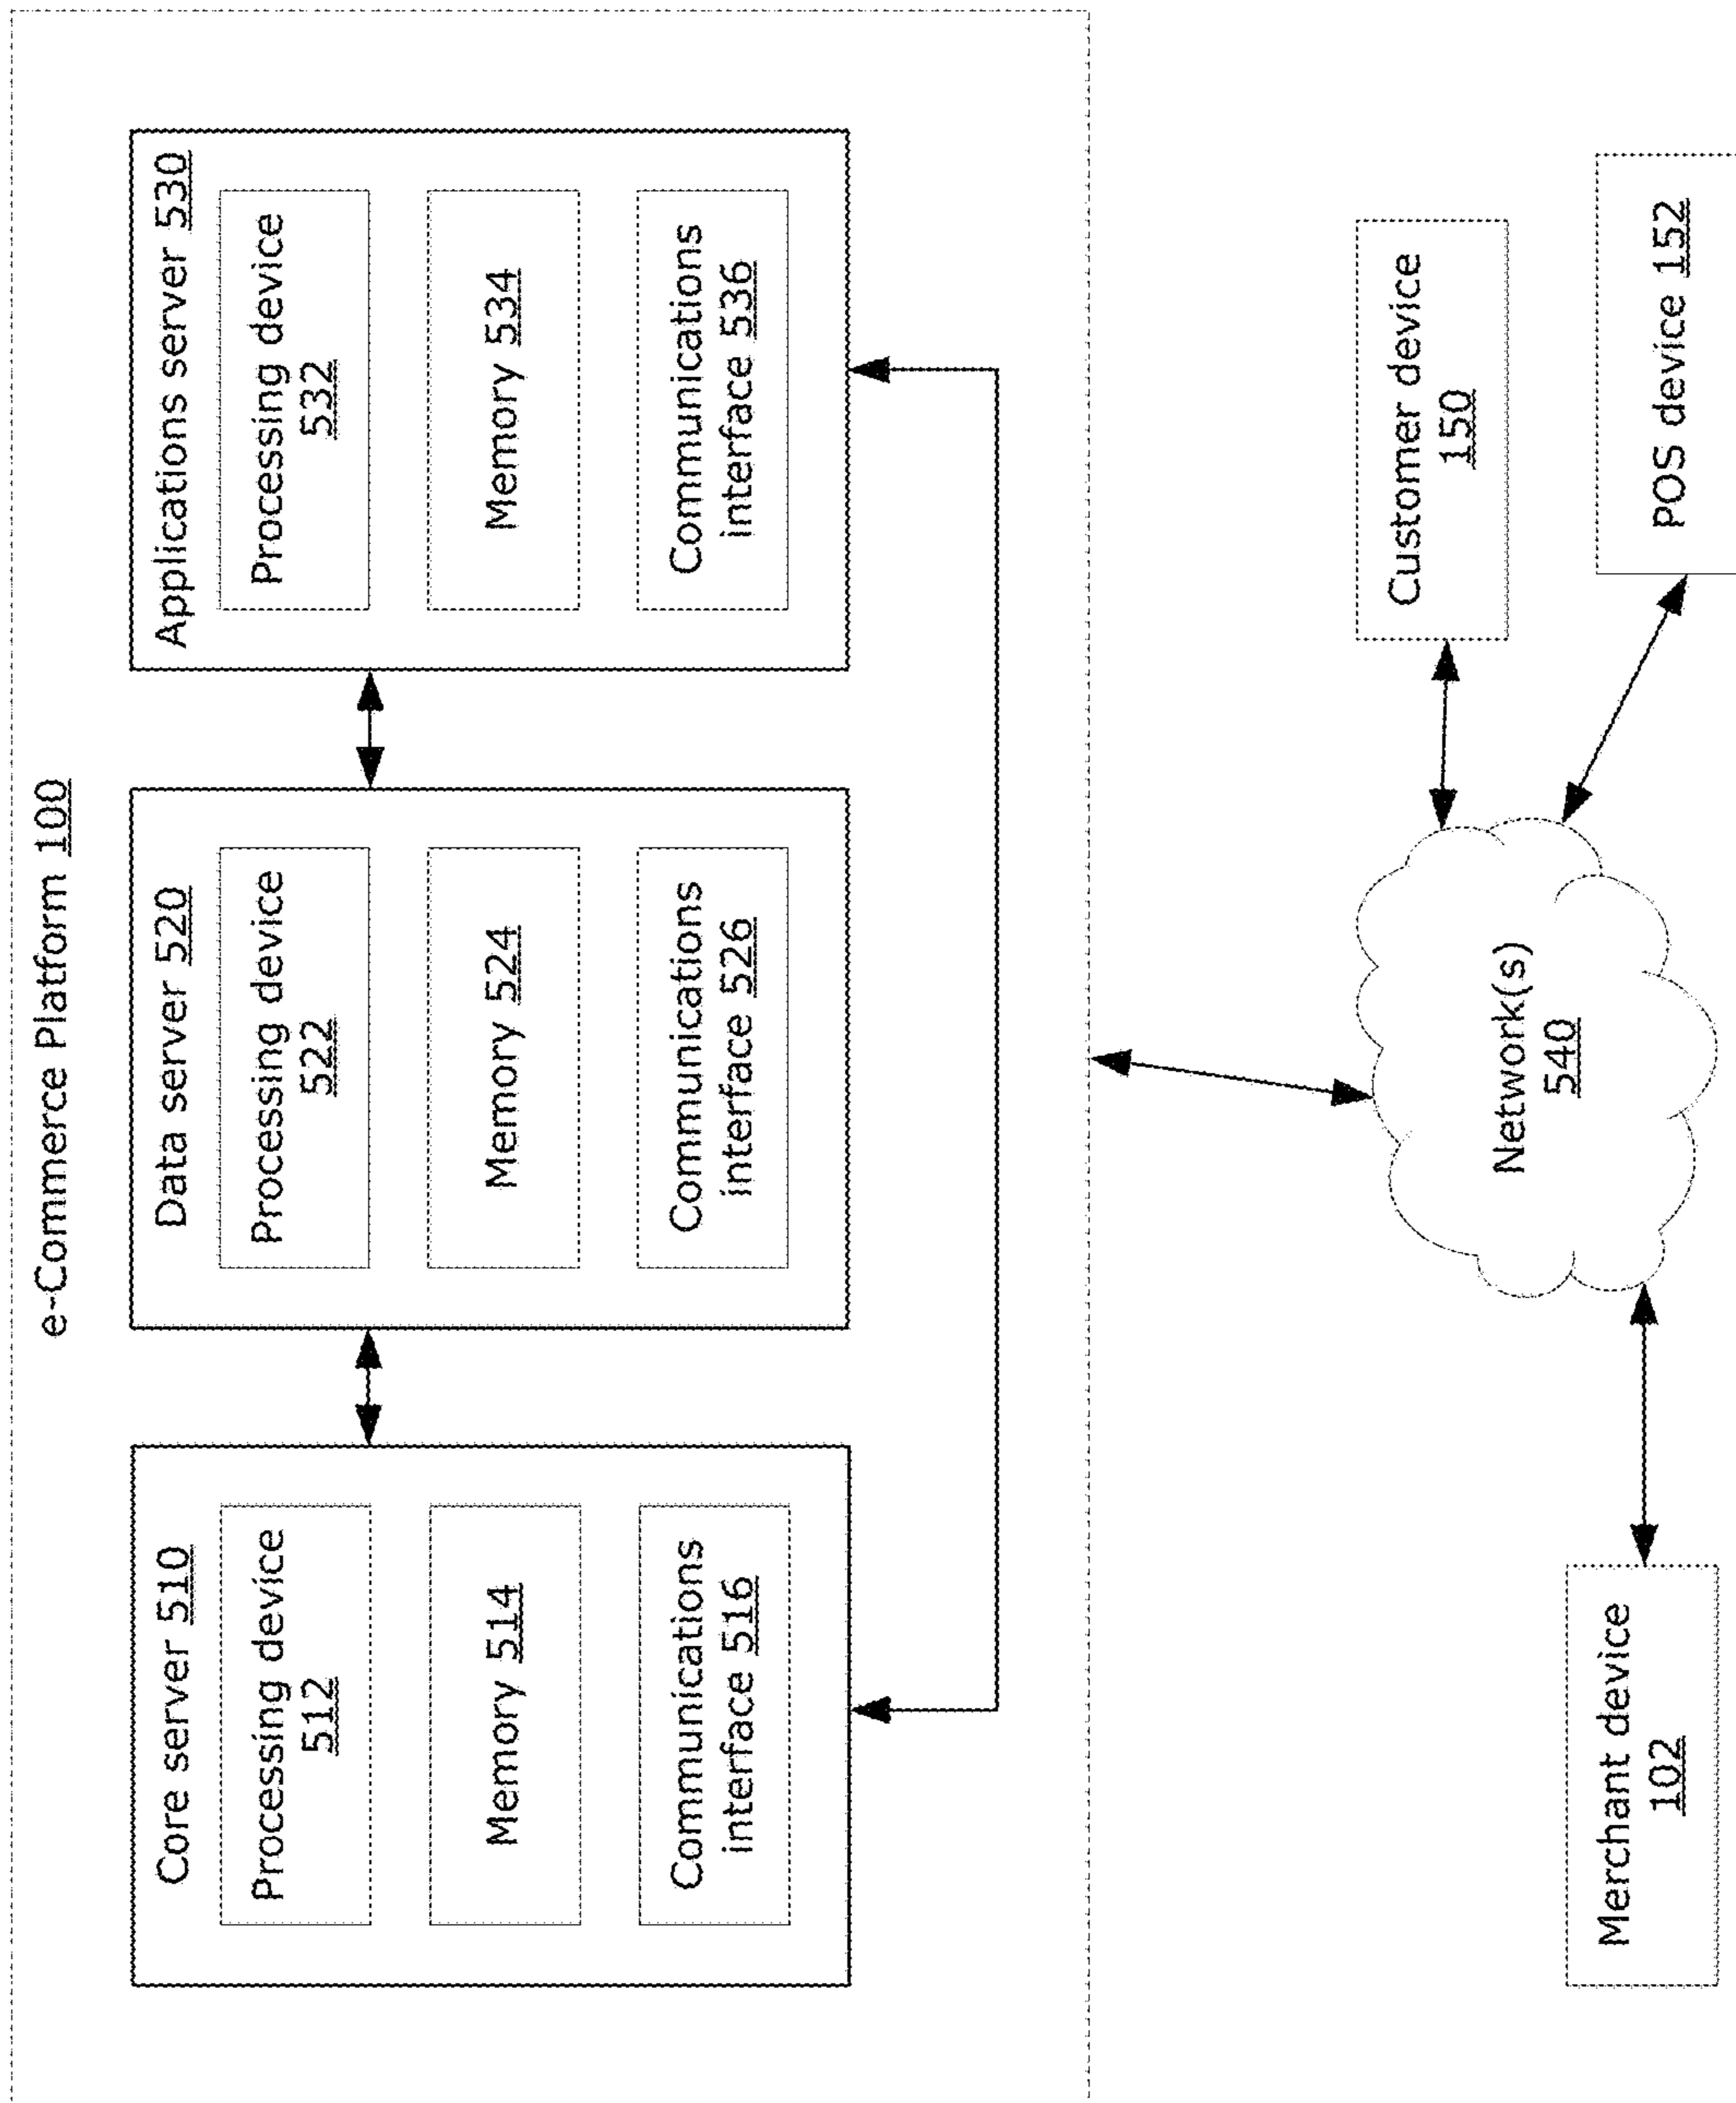 e-Commerce Platform 100
Core server 510
Processing device
512
Memory 514
Communications
interface 516
Data server 520
Processing device
522
Memory 524
Communications
interface 526
Applications server 530
Processing device
532
Memory 534
Communications
interface 536
Merchant device
102
Network(s)
540
Customer device
150
POS device 152